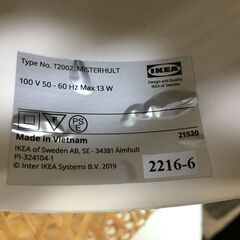 Type No. T2002 MISTERHULT
100 V 50 - 60 Hz Max 13 W
IKEA
Design and Quality
IKEA of Sweden
PS
E
Made in Vietnam
21520
IKEA of Sweden AB, SE - 34381 Älmhult
PI-324104-1
© Inter IKEA Systems B.V. 2019
2216-6